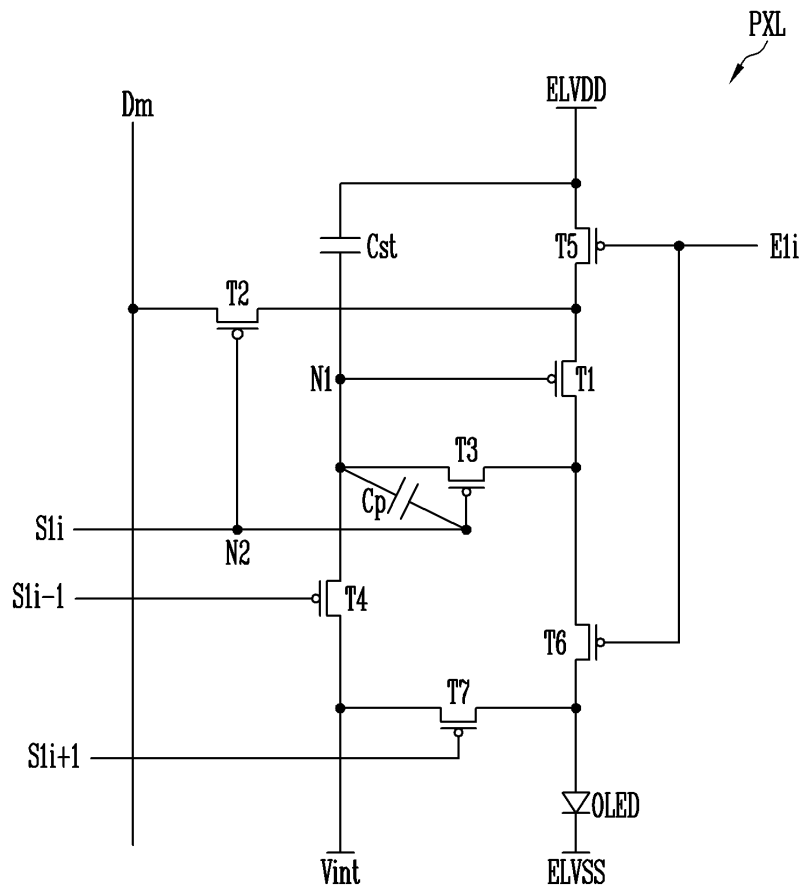 PXL
ELVDD
Dm
Cst
T5
E1i
T2
N1
T1
T3
Cp
S1i
N2
S1i-1
T4
T6
T7
S1i+1
OLED
Vint
ELVSS